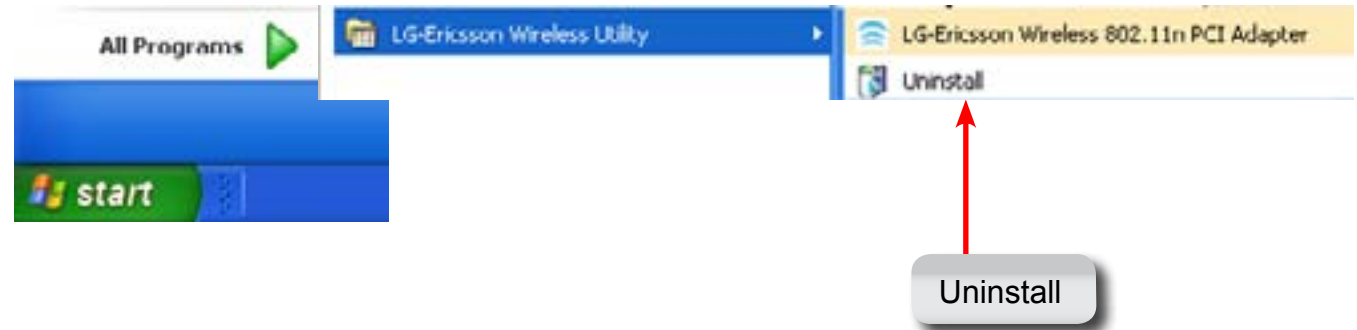 All Programs
LG-Ericsson Wireless Utility
LG-Ericsson Wireless 802.11n PCI Adapter
Uninstall
start
Uninstall